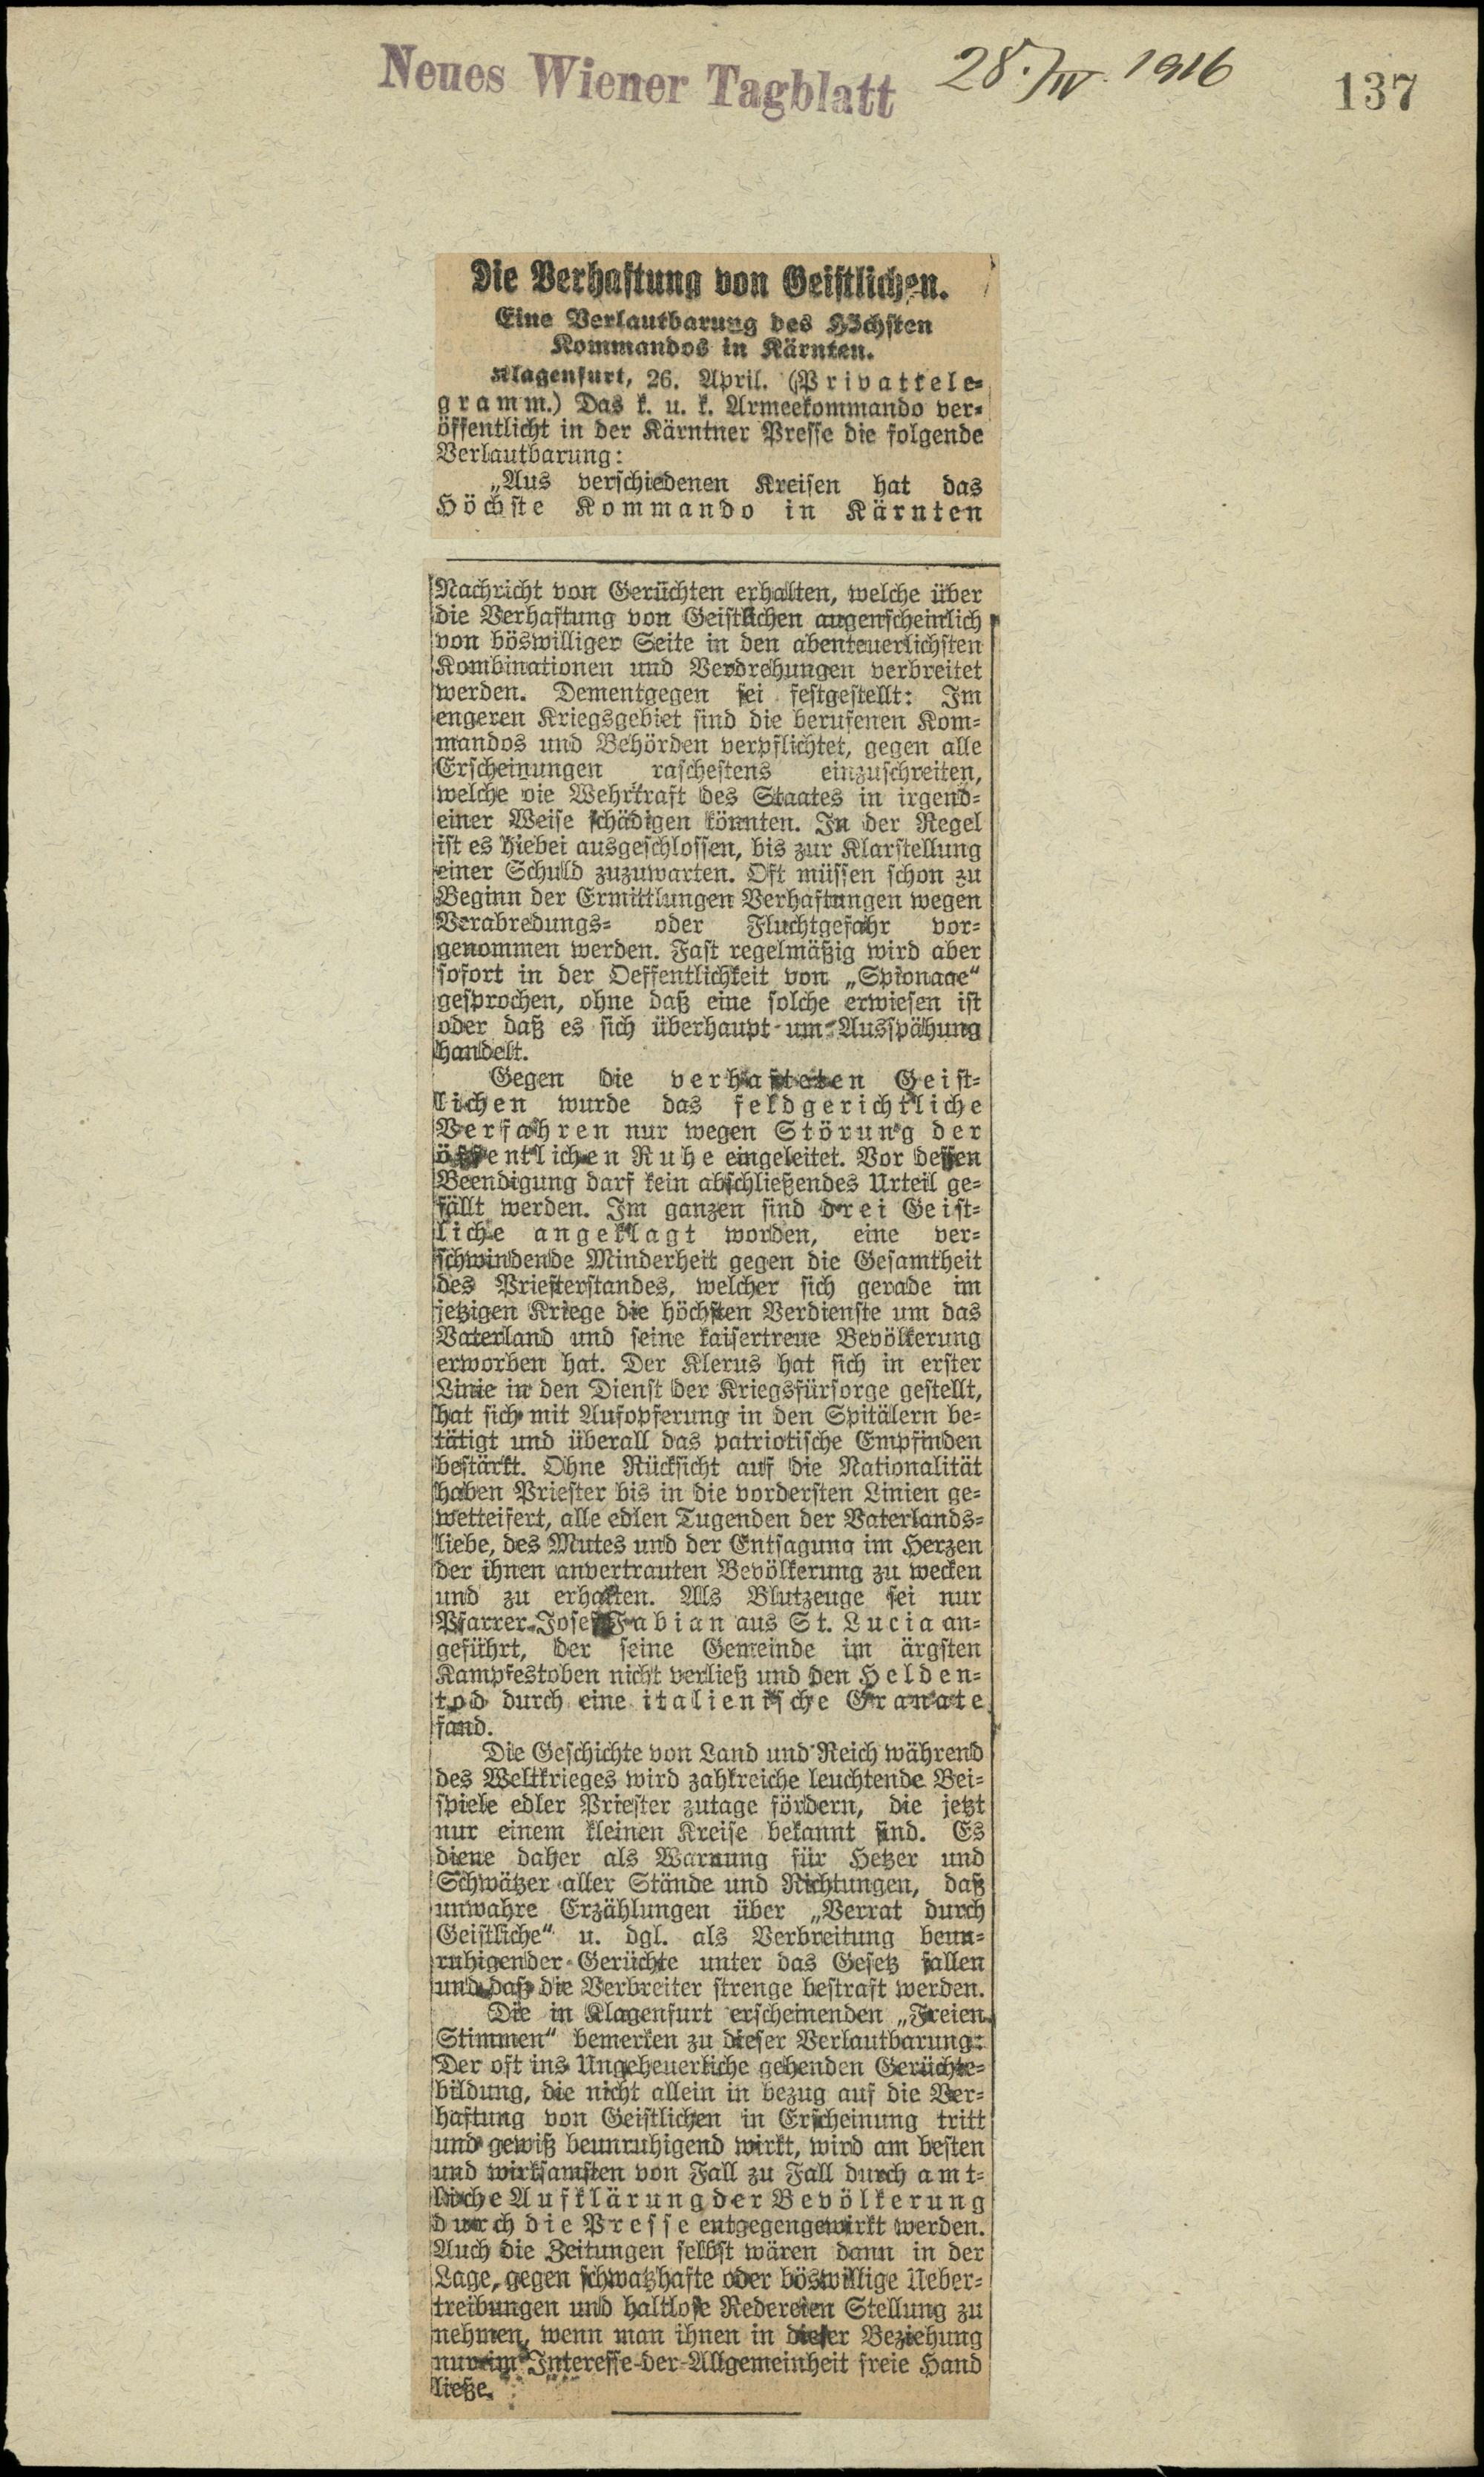 Neues Wiener Tagblatt
28./IV. 1916
137
Die Verhaftung von Geistlichen.
Eine Verlautbarung des Höchsten
Kommandos in Kärnten.
Klagenfurt, 26. April. (Privattele-
gramm.) Das k. u. k. Armeekommando ver-
öffentlicht in der Kärntner Presse die folgende
Verlautbarung:
„Aus verschiedenen Kreisen hat das
Höchste Kommando in Kärnten
Nachricht von Gerüchten erhalten, welche über
die Verhaftung von Geistlichen augenscheinlich
von böswilliger Seite in den abenteuerlichsten
Kombinationen und Verdrehungen verbreitet
werden. Dementgegen sei festgestellt: Im
engeren Kriegsgebiet sind die berufenen Kom-
mandos und Behörden verpflichtet, gegen alle
Erscheinungen raschestens einzuschreiten,
welche die Wehrkraft des Staates in irgend-
einer Weise schädigen könnten. In der Regel
ist es hiebei ausgeschlossen, bis zur Klarstellung
einer Schuld zuzuwarten. Oft müssen schon zu
Beginn der Ermittlungen Verhaftungen wegen
Verabredungs- oder Fluchtgefahr vor-
genommen werden. Fast regelmäßig wird aber
sofort in der Oeffentlichkeit von „Spionage“
gesprochen, ohne daß eine solche erwiesen ist
oder daß es sich überhaupt um Ausspähung
handelt.
Gegen die verhafteten Geist-
lichen wurde das feldgerichtliche
Verfahren nur wegen Störung der
öffentlichen Ruhe eingeleitet. Vor dessen
Beendigung darf kein abschließendes Urteil ge-
fällt werden. Im ganzen sind drei Geist-
liche angeklagt worden, eine ver-
schwindende Minderheit gegen die Gesamtheit
des Priesterstandes, welcher sich gerade im
jetzigen Kriege die höchsten Verdienste um das
Vaterland und seine kaisertreue Bevölkerung
erworben hat. Der Klerus hat sich in erster
Linie in den Dienst der Kriegsfürsorge gestellt,
hat sich mit Aufopferung in den Spitälern be-
tätigt und überall das patriotische Empfinden
bestärkt. Ohne Rücksicht auf die Nationalität
haben Priester bis in die vordersten Linien ge-
wetteifert, alle edlen Tugenden der Vaterlands-
liebe, des Mutes und der Entsagung im Herzen
der ihnen anvertrauten Bevölkerung zu wecken
und zu erhalten. Als Blutzeuge sei nur
Pfarrer Josef Fabian aus St. Lucia an-
geführt, der seine Gemeinde im ärgsten
Kampfestoben nicht verließ und den Helden-
tod durch eine italienische Granate
fand.
Die Geschichte von Land und Reich während
des Weltkrieges wird zahlreiche leuchtende Bei-
spiele edler Priester zutage fördern, die jetzt
nur einem kleinen Kreise bekannt sind. Es
diene daher als Warnung für Hetzer und
Schwätzer aller Stände und Richtungen, daß
unwahre Erzählungen über „Verrat durch
Geistliche“ u. dgl. als Verbreitung beun-
ruhigender Gerüchte unter das Gesetz fallen
und daß die Verbreiter strenge bestraft werden.
Die in Klagenfurt erscheinenden „Freien
Stimmen“ bemerken zu dieser Verlautbarung:
Der oft ins Ungeheuerliche gehenden Gerüchte-
bildung, die nicht allein in bezug auf die Ver-
haftung von Geistlichen in Erscheinung tritt
und gewiß beunruhigend wirkt, wird am besten
und wirksamsten von Fall zu Fall durch amt-
liche Aufklärung der Bevölkerung
durch die Presse entgegengewirkt werden.
Auch die Zeitungen selbst wären dann in der
Lage, gegen schwatzhafte oder böswillige Ueber-
treibungen und haltlose Redereien Stellung zu
nehmen, wenn man ihnen in dieser Beziehung
nur im Interesse der Allgemeinheit freie Hand
ließe.